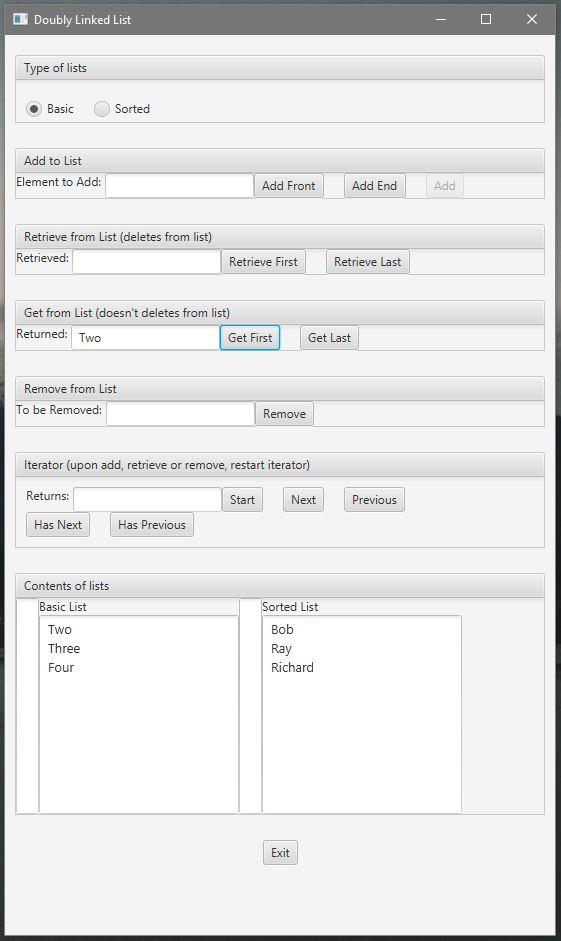 Doubly Linked List
Type of lists
Basic Sorted
Add to List
Element to Add: Add Front Add End Add
Retrieve from List (deletes from list)
Retrieved: Retrieve First Retrieve Last
Get from List (doesn't deletes from list)
Returned: Two Get First Get Last
Remove from List
To be Removed: Remove
Iterator (upon add, retrieve or remove, restart iterator)
Returns: Start Next Previous
Has Next Has Previous
Contents of lists
Basic List Sorted List
Two Bob
Three Ray
Four Richard
Exit